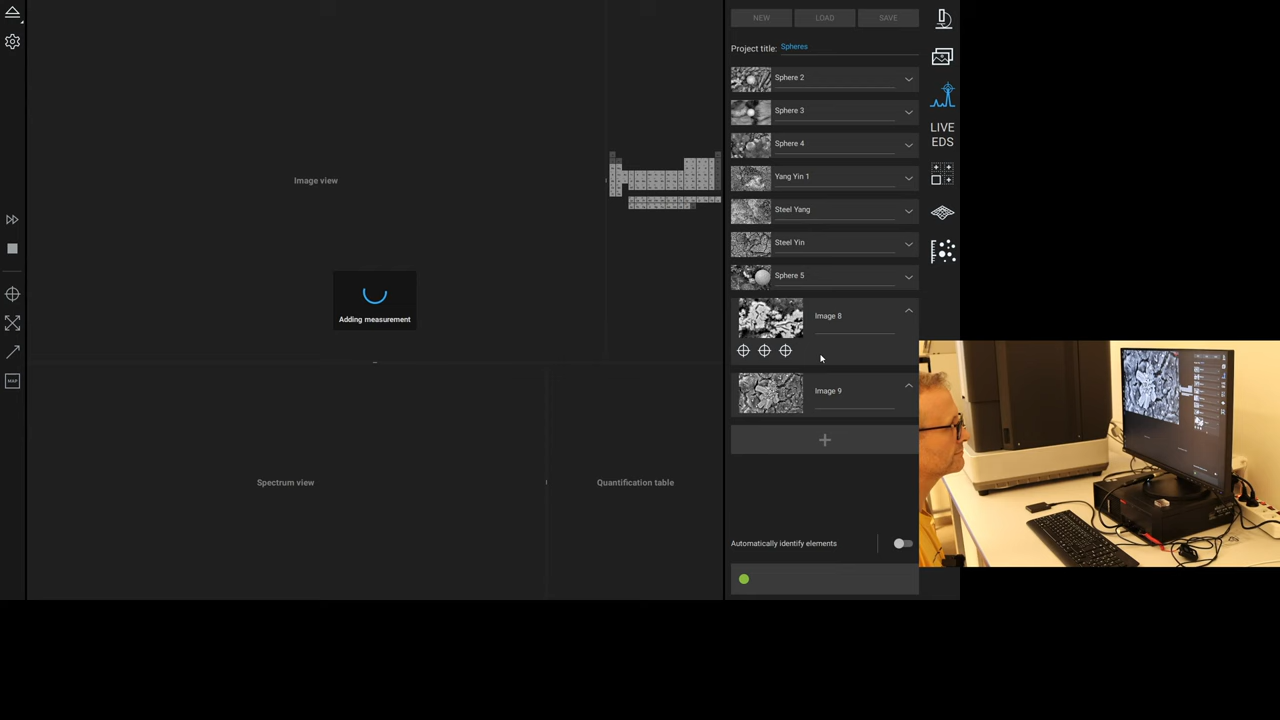 NEW
LOAD
SAVE
Project title: Spheres
Sphere 2
Sphere 3
Sphere 4
Yang Yin 1
Steel Yang
Steel Yin
Sphere 5
Image 8
Image 9
+
Automatically identify elements
LIVE
EDS
Image view
Adding measurement
Spectrum view
Quantification table
MAP